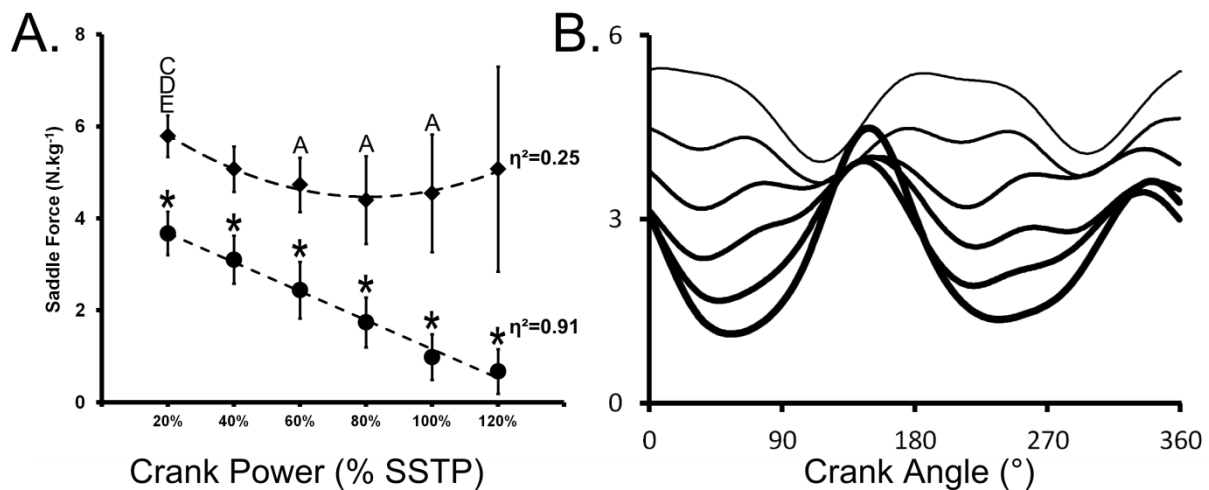 A.
8
6
4
2
0
Saddle Force (N.kg⁻¹)
C
D
E
A
A
A
η²=0.25
*
*
*
*
*
*
η²=0.91
20%
40%
60%
80%
100%
120%
Crank Power (% SSTP)
B.
6
3
0
0
90
180
270
360
Crank Angle (°)